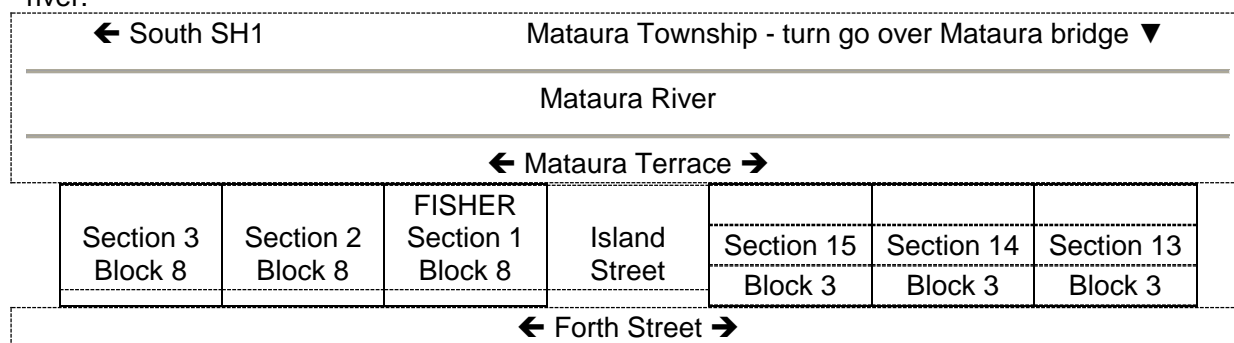 river.
🡸 South SH1 Mataura Township - turn go over Mataura bridge ▼
Mataura River
🡸 Mataura Terrace 🡺
FISHER
Section 3 Section 2 Section 1 Island Section 15 Section 14 Section 13
Block 8 Block 8 Block 8 Street Block 3 Block 3 Block 3
🡸 Forth Street 🡺